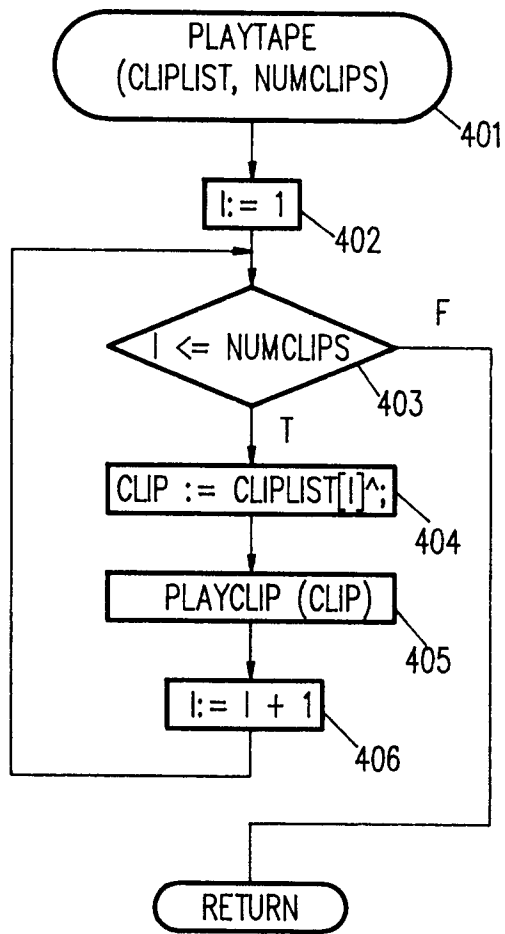 PLAYTAPE
(CLIPLIST, NUMCLIPS)
401
I:= 1
402
I <= NUMCLIPS
F
403
T
CLIP := CLIPLIST[I]^;
404
PLAYCLIP (CLIP)
405
I:= I + 1
406
RETURN